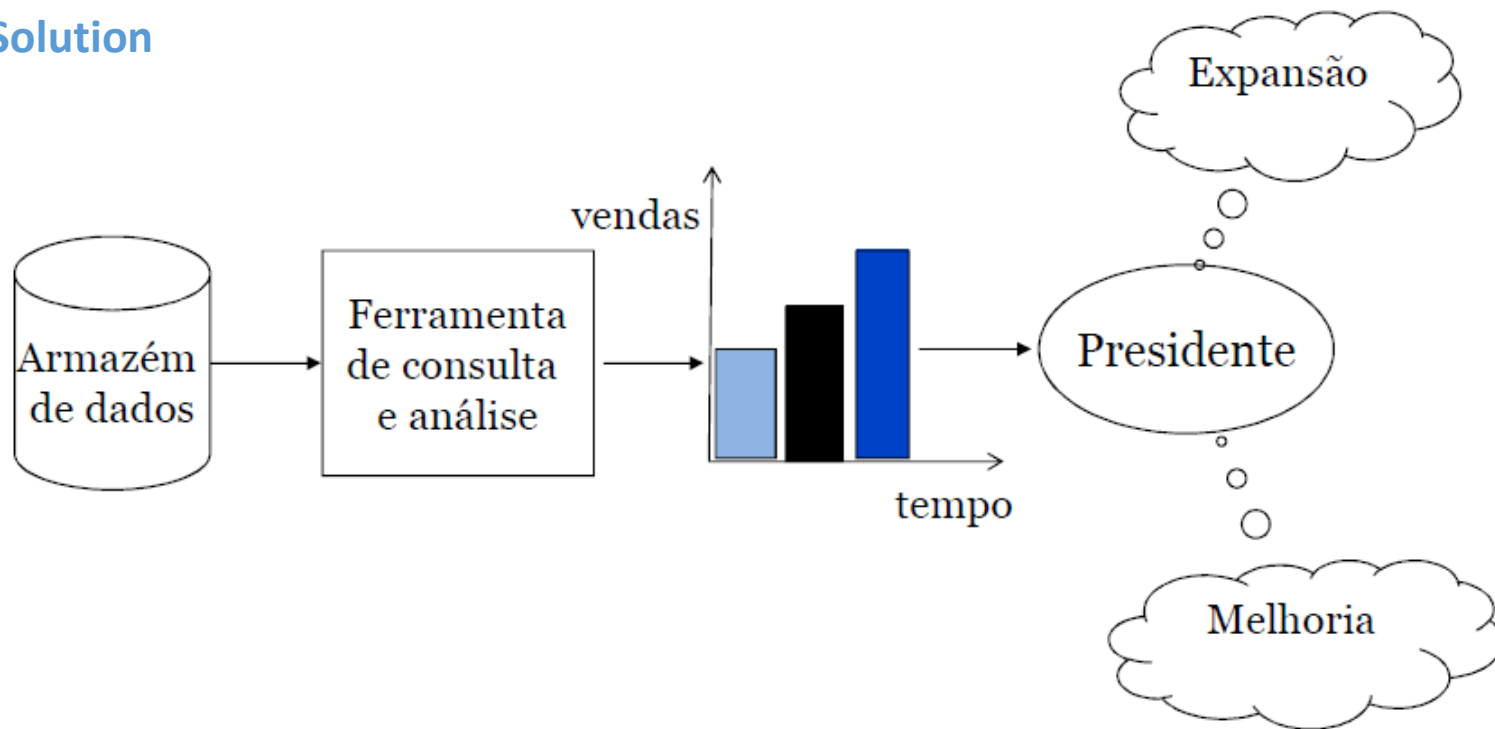 Solution
Expansão
vendas
Armazém
de dados
Ferramenta
de consulta
e análise
Presidente
tempo
Melhoria